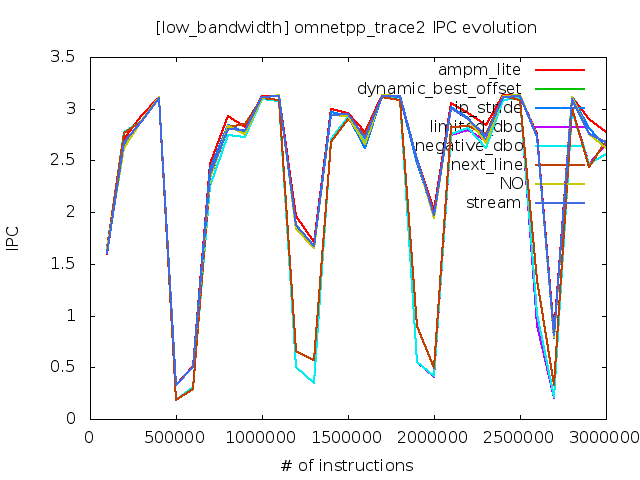 [low_bandwidth] omnetpp_trace2 IPC evolution
IPC
3.5
3
2.5
2
1.5
1
0.5
0
ampm_lite
dynamic_best_offset
ip_stride
limited_dbo
negative_dbo
next_line
NO
stream
0
500000
1000000
1500000
2000000
2500000
3000000
# of instructions